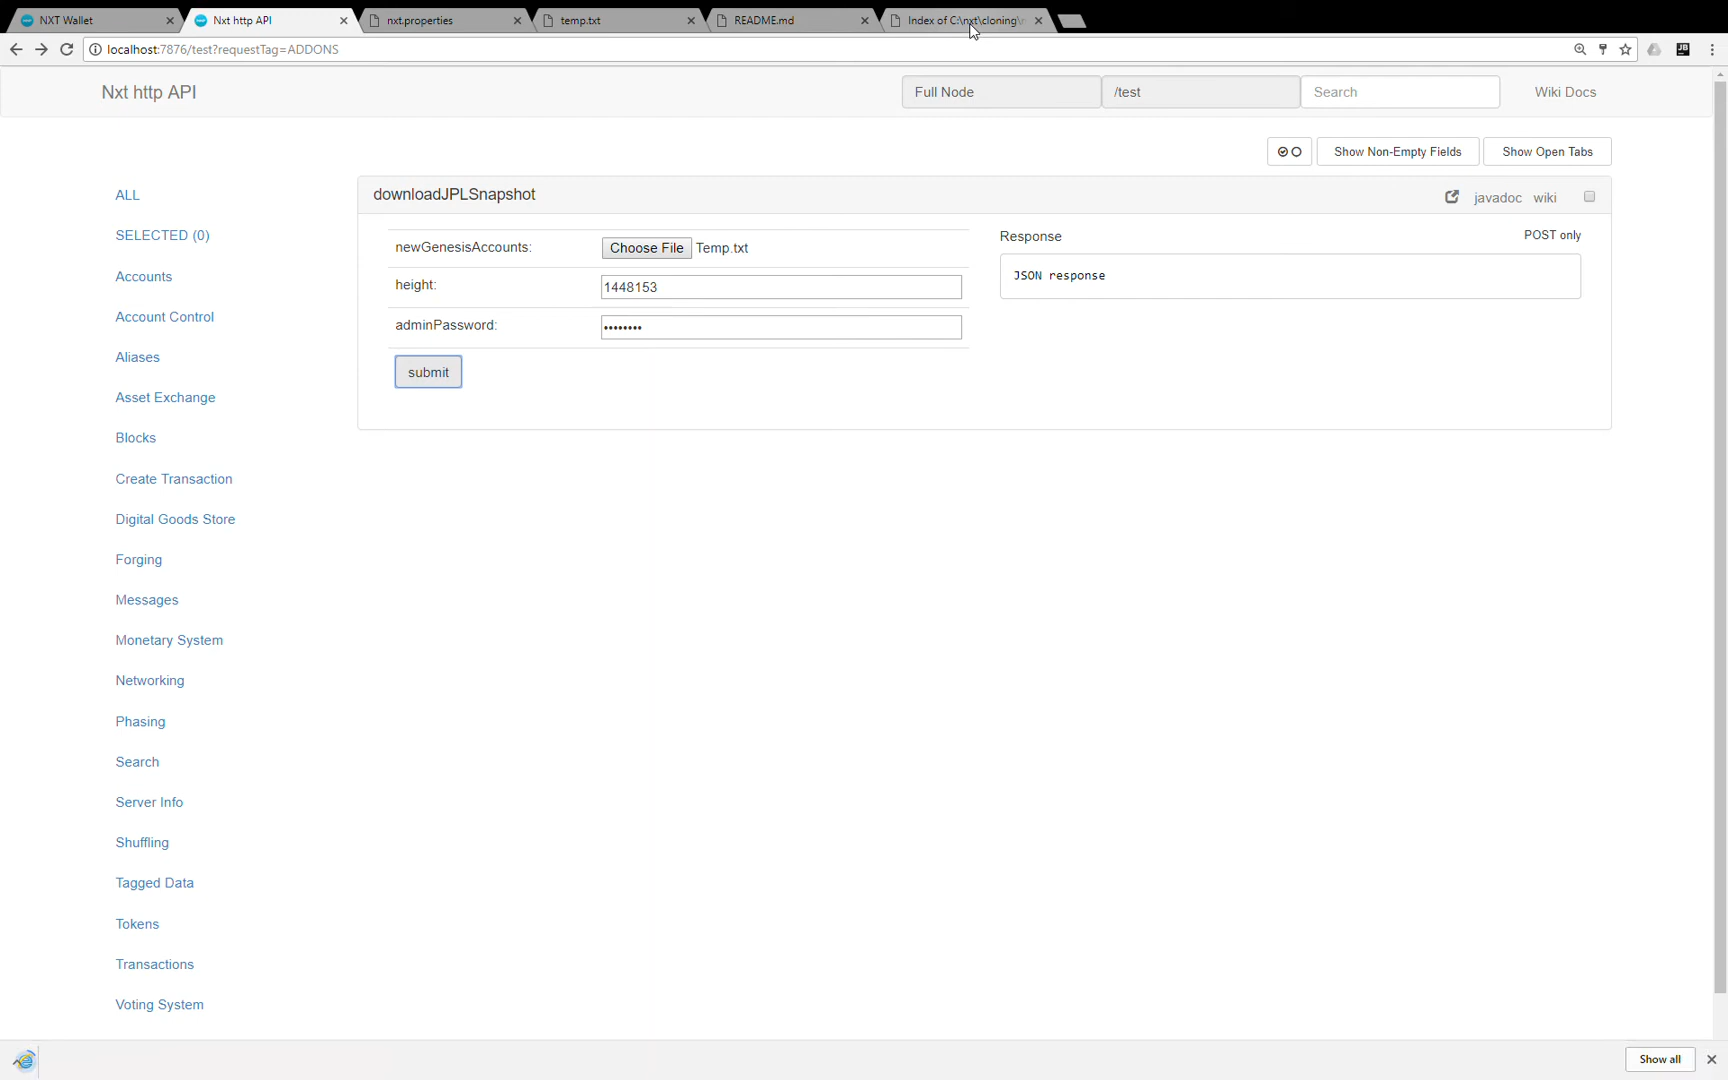 NXT Wallet
Nxt http API
nxt.properties
temp.txt
README.md
Index of C:\nxt\cloning\
localhost:7876/test?requestTag=ADDONS
Nxt http API
Full Node
/test
Search
Wiki Docs
Show Non-Empty Fields
Show Open Tabs
ALL
SELECTED (0)
Accounts
Account Control
Aliases
Asset Exchange
Blocks
Create Transaction
Digital Goods Store
Forging
Messages
Monetary System
Networking
Phasing
Search
Server Info
Shuffling
Tagged Data
Tokens
Transactions
Voting System
downloadJPLSnapshot
javadoc wiki
newGenesisAccounts: Choose File Temp.txt
height: 1448153
adminPassword: ••••••••
submit
Response
POST only
JSON response
Show all